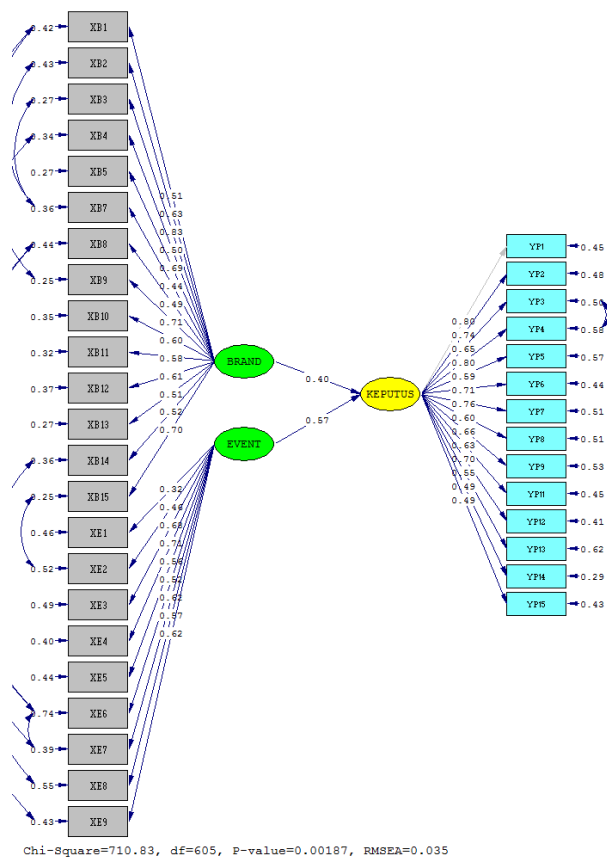 0.42 XB1
0.43 XB2
0.27 XB3
0.34 XB4
0.27 XB5
0.36 XB7
0.44 XB8
0.25 XB9
0.35 XB10
0.32 XB11
0.37 XB12
0.27 XB13
0.36 XB14
0.25 XB15
0.46 XE1
0.52 XE2
0.49 XE3
0.40 XE4
0.44 XE5
0.74 XE6
0.39 XE7
0.55 XE8
0.43 XE9
0.51
0.63
0.83
0.50
0.69
0.44
0.49
0.71
0.60
0.58
0.61
0.51
0.52
0.70
0.32
0.46
0.68
0.71
0.56
0.52
0.62
0.57
0.62
BRAND
EVENT
0.40
0.57
KEPUTUS
0.80
0.74
0.65
0.80
0.59
0.71
0.76
0.60
0.66
0.63
0.70
0.55
0.49
0.49
YP1 0.45
YP2 0.48
YP3 0.50
YP4 0.58
YP5 0.57
YP6 0.44
YP7 0.51
YP8 0.51
YP9 0.53
YP11 0.45
YP12 0.41
YP13 0.62
YP14 0.29
YP15 0.43
Chi-Square=710.83, df=605, P-value=0.00187, RMSEA=0.035